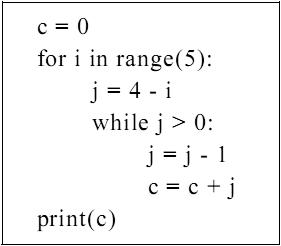 c = 0
for i in range(5):
j = 4 - i
while j > 0:
j = j - 1
c = c + j
print(c)